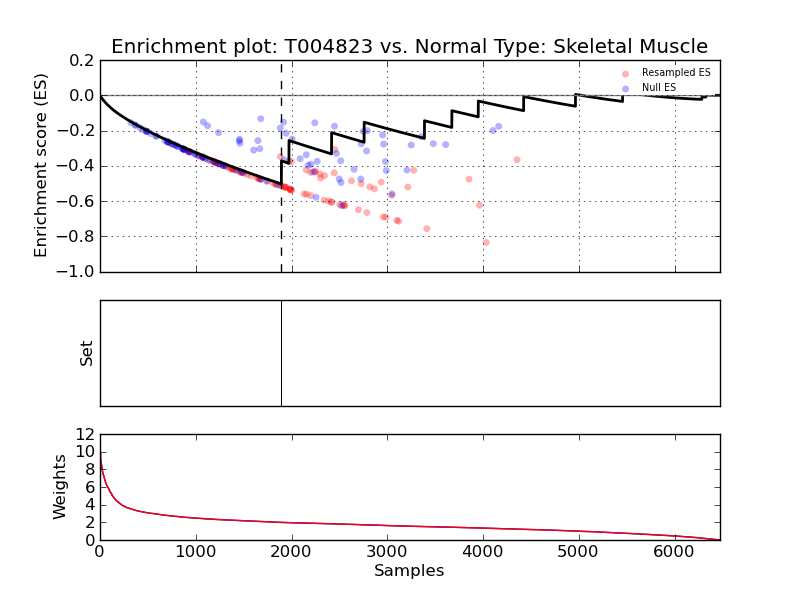 Enrichment plot: T004823 vs. Normal Type: Skeletal Muscle
Enrichment score (ES)
0.2
0.0
−0.2
−0.4
−0.6
−0.8
−1.0
Resampled ES
Null ES
Set
Weights
12
10
8
6
4
2
0
0 1000 2000 3000 4000 5000 6000
Samples